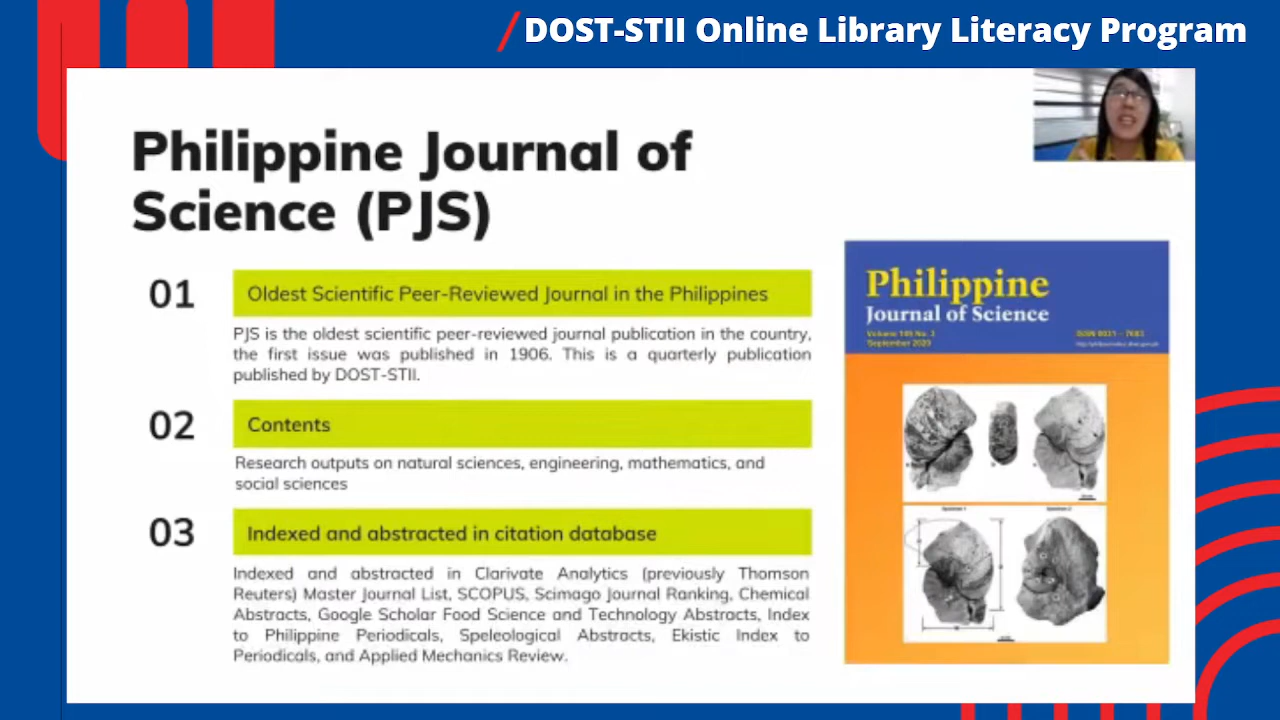 /DOST-STII Online Library Literacy Program
Philippine Journal of
Science (PJS)
01
Oldest Scientific Peer-Reviewed Journal in the Philippines
PJS is the oldest scientific peer-reviewed journal publication in the country,
the first issue was published in 1906. This is a quarterly publication
published by DOST-STII.
02
Contents
Research outputs on natural sciences, engineering, mathematics, and
social sciences
03
Indexed and abstracted in citation database
Indexed and abstracted in Clarivate Analytics (previously Thomson
Reuters) Master Journal List, SCOPUS, Scimago Journal Ranking, Chemical
Abstracts, Google Scholar Food Science and Technology Abstracts, Index
to Philippine Periodicals, Speleological Abstracts, Ekistic Index to
Periodicals, and Applied Mechanics Review.
Philippine
Journal of Science
Volume
September 2020
ISSN 0031 - 7683